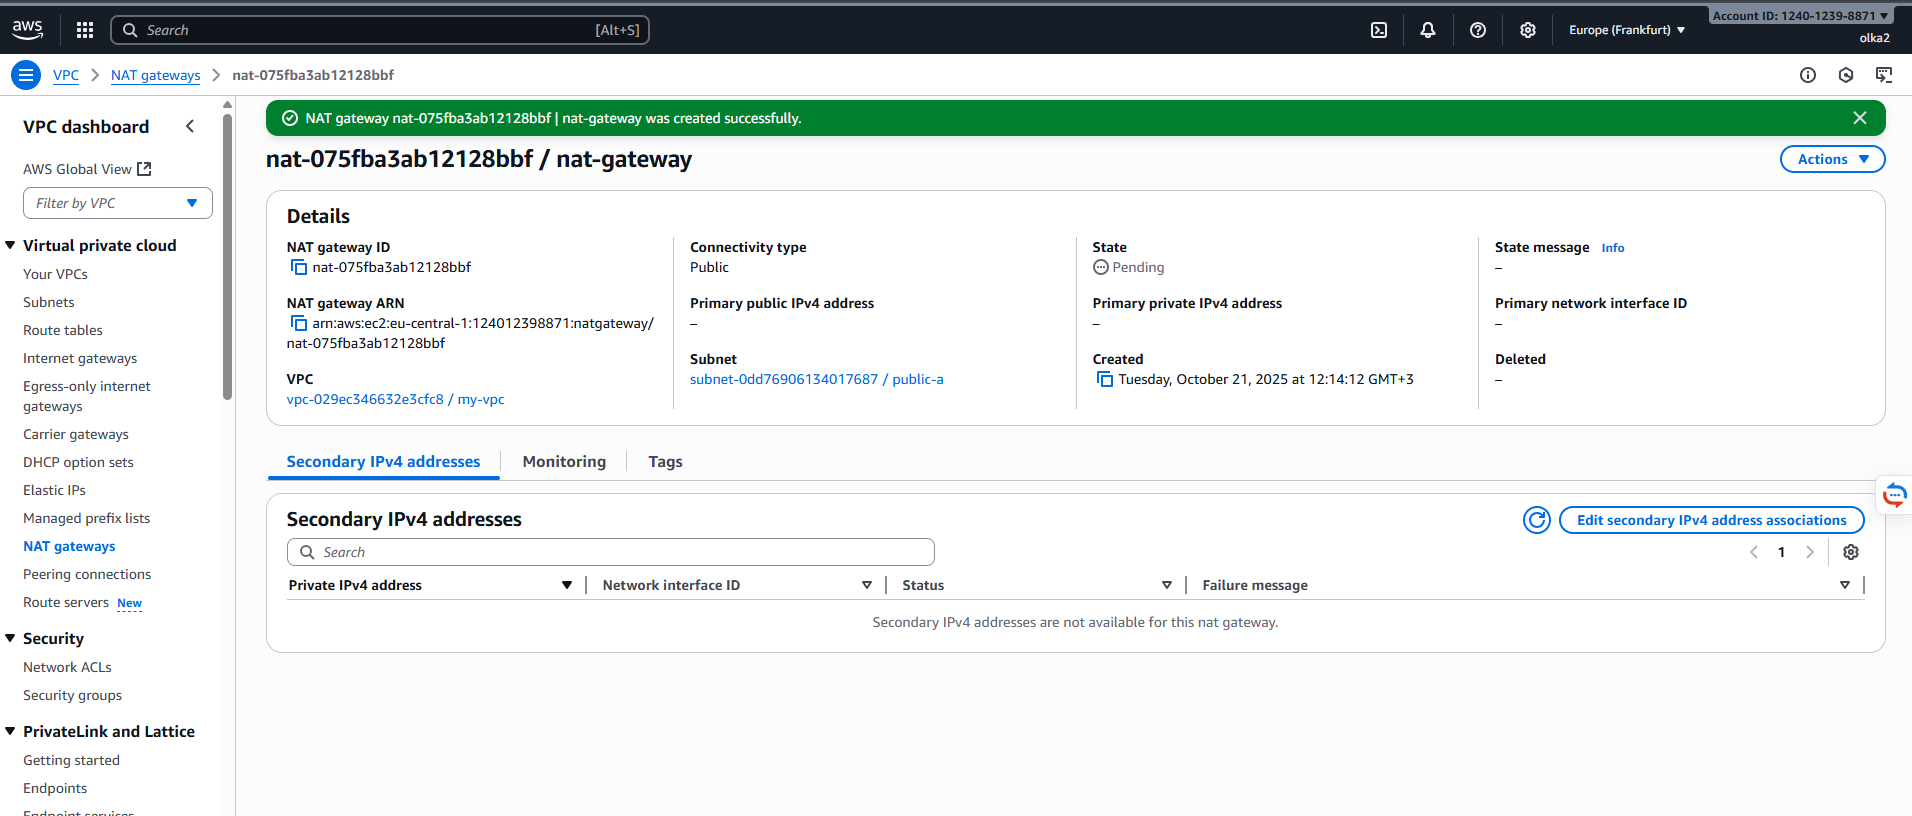 aws
Search
[Alt+S]
Europe (Frankfurt)
Account ID: 1240-1239-8871
olka2
VPC
NAT gateways
nat-075fba3ab12128bbf
VPC dashboard
AWS Global View
Filter by VPC
Virtual private cloud
Your VPCs
Subnets
Route tables
Internet gateways
Egress-only internet
gateways
Carrier gateways
DHCP option sets
Elastic IPs
Managed prefix lists
NAT gateways
Peering connections
Route servers New
Security
Network ACLs
Security groups
PrivateLink and Lattice
Getting started
Endpoints
Endpoint services
NAT gateway nat-075fba3ab12128bbf | nat-gateway was created successfully.
nat-075fba3ab12128bbf / nat-gateway
Actions
Details
NAT gateway ID
nat-075fba3ab12128bbf
NAT gateway ARN
arn:aws:ec2:eu-central-1:124012398871:natgateway/
nat-075fba3ab12128bbf
VPC
vpc-029ec346632e3cfc8 / my-vpc
Connectivity type
Public
Primary public IPv4 address
–
Subnet
subnet-0dd76906134017687 / public-a
State
Pending
Primary private IPv4 address
–
Created
Tuesday, October 21, 2025 at 12:14:12 GMT+3
State message Info
–
Primary network interface ID
–
Deleted
–
Secondary IPv4 addresses
Monitoring
Tags
Secondary IPv4 addresses
Edit secondary IPv4 address associations
Search
1
Private IPv4 address
Network interface ID
Status
Failure message
Secondary IPv4 addresses are not available for this nat gateway.